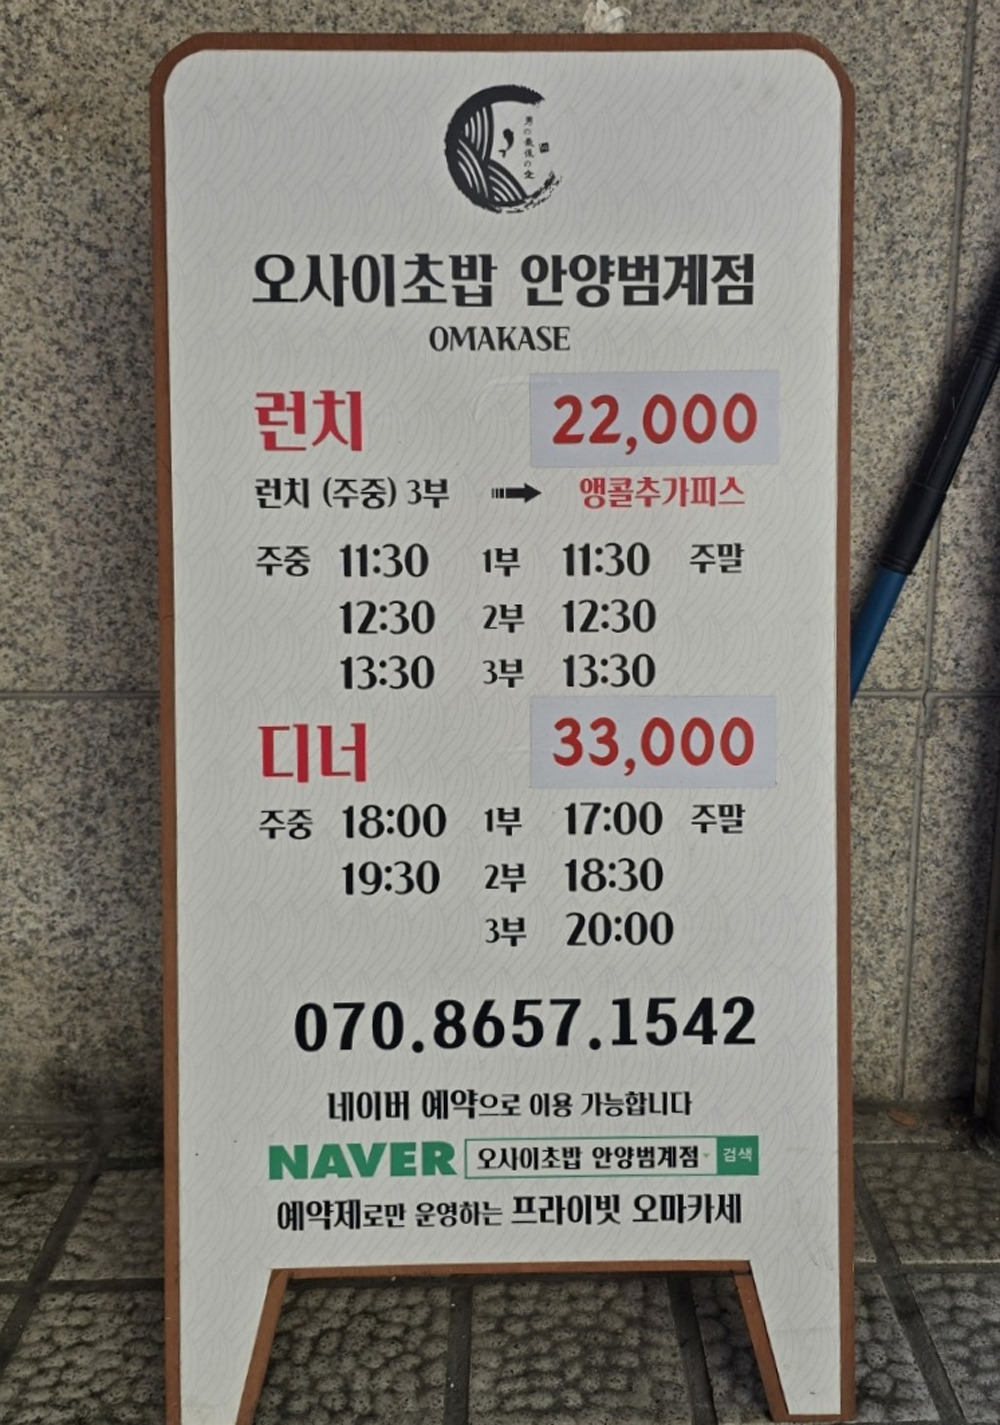 男の最後の愛
오사이초밥 안양범계점
OMAKASE
런치 22,000
런치 (주중) 3부 앵콜추가피스
주중 11:30 1부 11:30 주말
12:30 2부 12:30
13:30 3부 13:30
디너 33,000
주중 18:00 1부 17:00 주말
19:30 2부 18:30
3부 20:00
070.8657.1542
네이버 예약으로 이용 가능합니다
NAVER 오사이초밥 안양범계점 검색
예약제로만 운영하는 프라이빗 오마카세